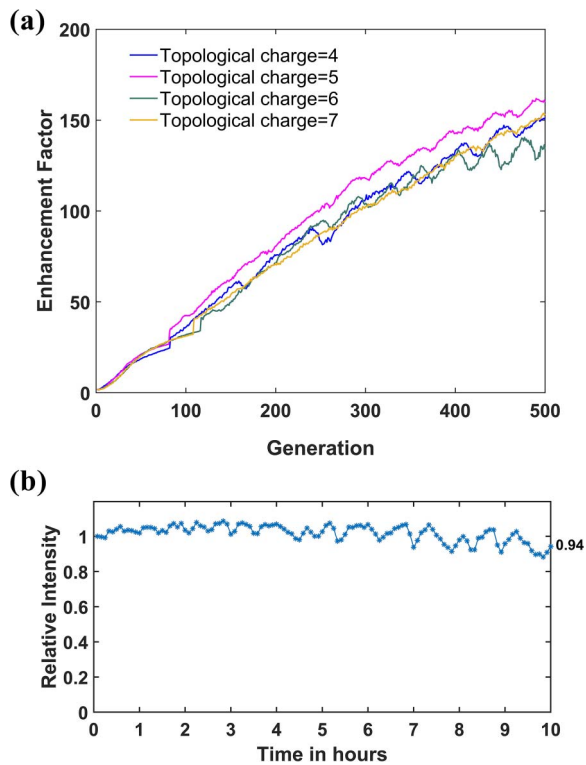 (a)
200
150
100
50
0
Enhancement Factor
Topological charge=4
Topological charge=5
Topological charge=6
Topological charge=7
0 100 200 300 400 500
Generation
(b)
1
0.8
0.6
0.4
0.2
0
Relative Intensity
0.94
0 1 2 3 4 5 6 7 8 9 10
Time in hours